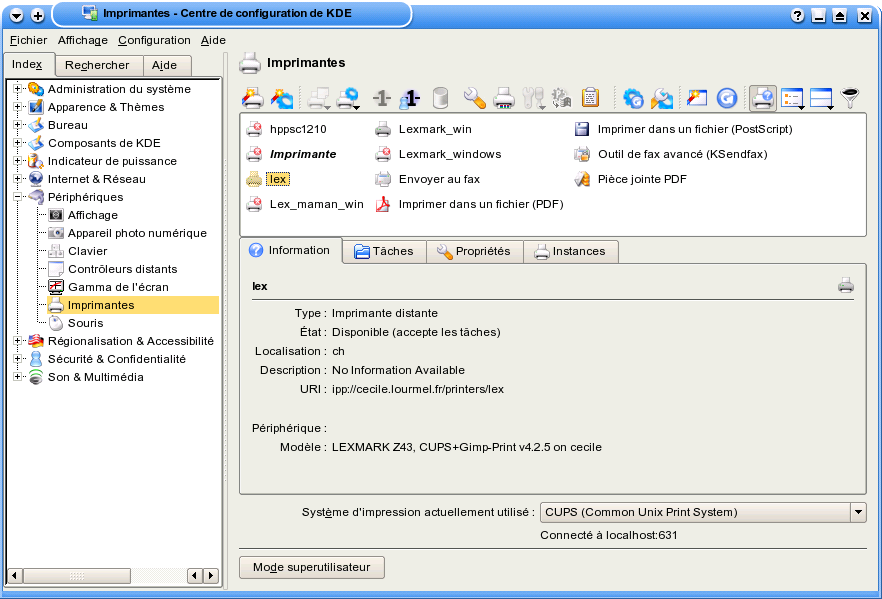 Imprimantes - Centre de configuration de KDE
Fichier Affichage Configuration Aide
Index Rechercher Aide
Administration du système
Apparence & Thèmes
Bureau
Composants de KDE
Indicateur de puissance
Internet & Réseau
Périphériques
Affichage
Appareil photo numérique
Clavier
Contrôleurs distants
Gamma de l'écran
Imprimantes
Souris
Régionalisation & Accessibilité
Sécurité & Confidentialité
Son & Multimédia
Imprimantes
hppsc1210
Imprimante
lex
Lex_maman_win
Lexmark_win
Lexmark_windows
Envoyer au fax
Imprimer dans un fichier (PDF)
Imprimer dans un fichier (PostScript)
Outil de fax avancé (KSendfax)
Pièce jointe PDF
Information Tâches Propriétés Instances
lex
Type : Imprimante distante
État : Disponible (accepte les tâches)
Localisation : ch
Description : No Information Available
URI : ipp://cecile.lourmel.fr/printers/lex
Périphérique :
Modèle : LEXMARK Z43, CUPS+Gimp-Print v4.2.5 on cecile
Système d'impression actuellement utilisé : CUPS (Common Unix Print System)
Connecté à localhost:631
Mode superutilisateur